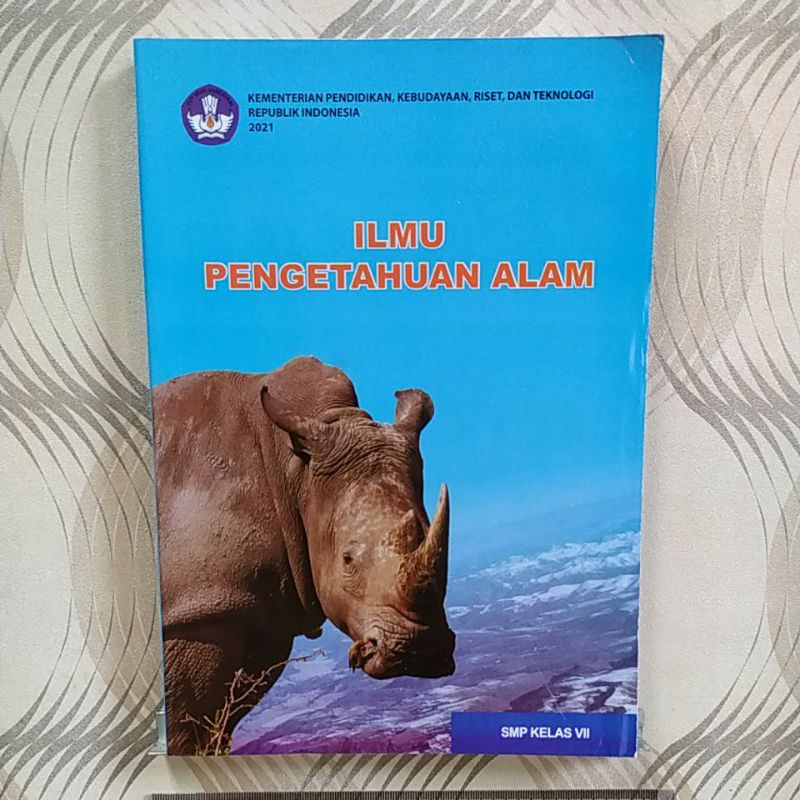 KEMENTERIAN PENDIDIKAN, KEBUDAYAAN, RISET, DAN TEKNOLOGI
REPUBLIK INDONESIA
2021
ILMU
PENGETAHUAN ALAM
SMP KELAS VII